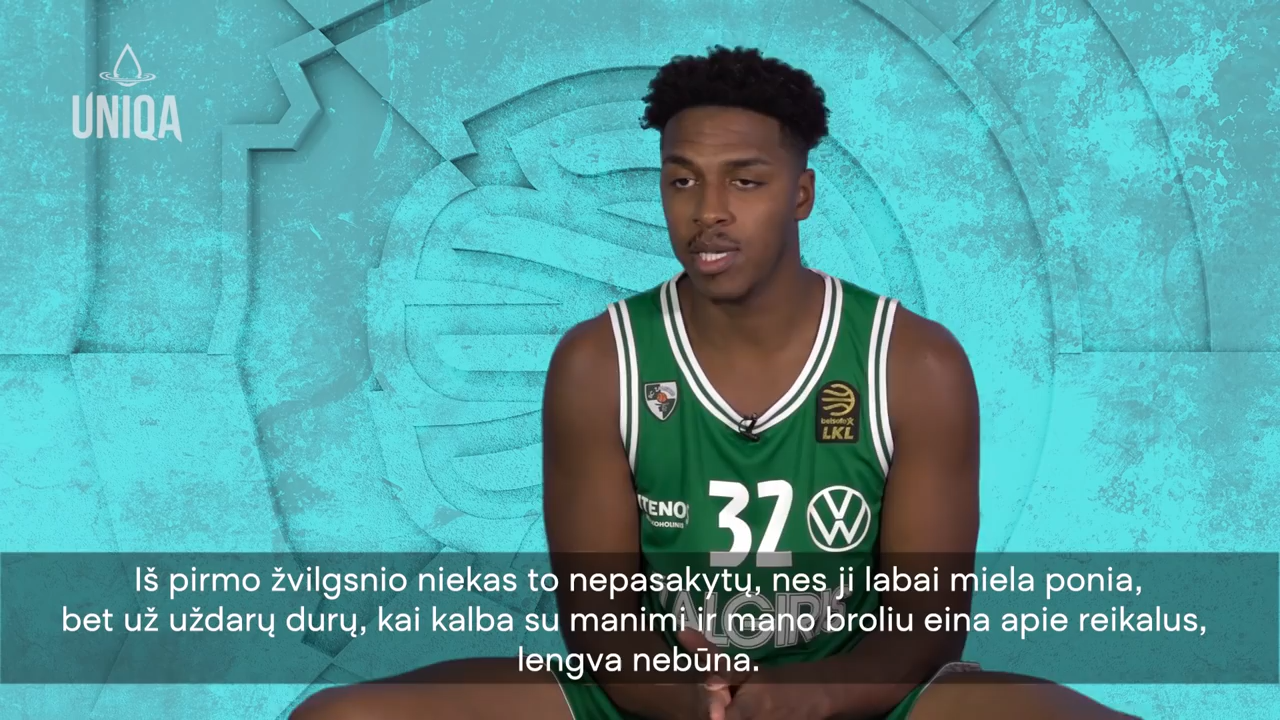 UNIQA
betsafe
LKL
32
Iš pirmo žvilgsnio niekas to nepasakytų, nes ji labai miela ponia,
bet už uždarų durų, kai kalba su manimi ir mano broliu eina apie reikalus,
lengva nebūna.